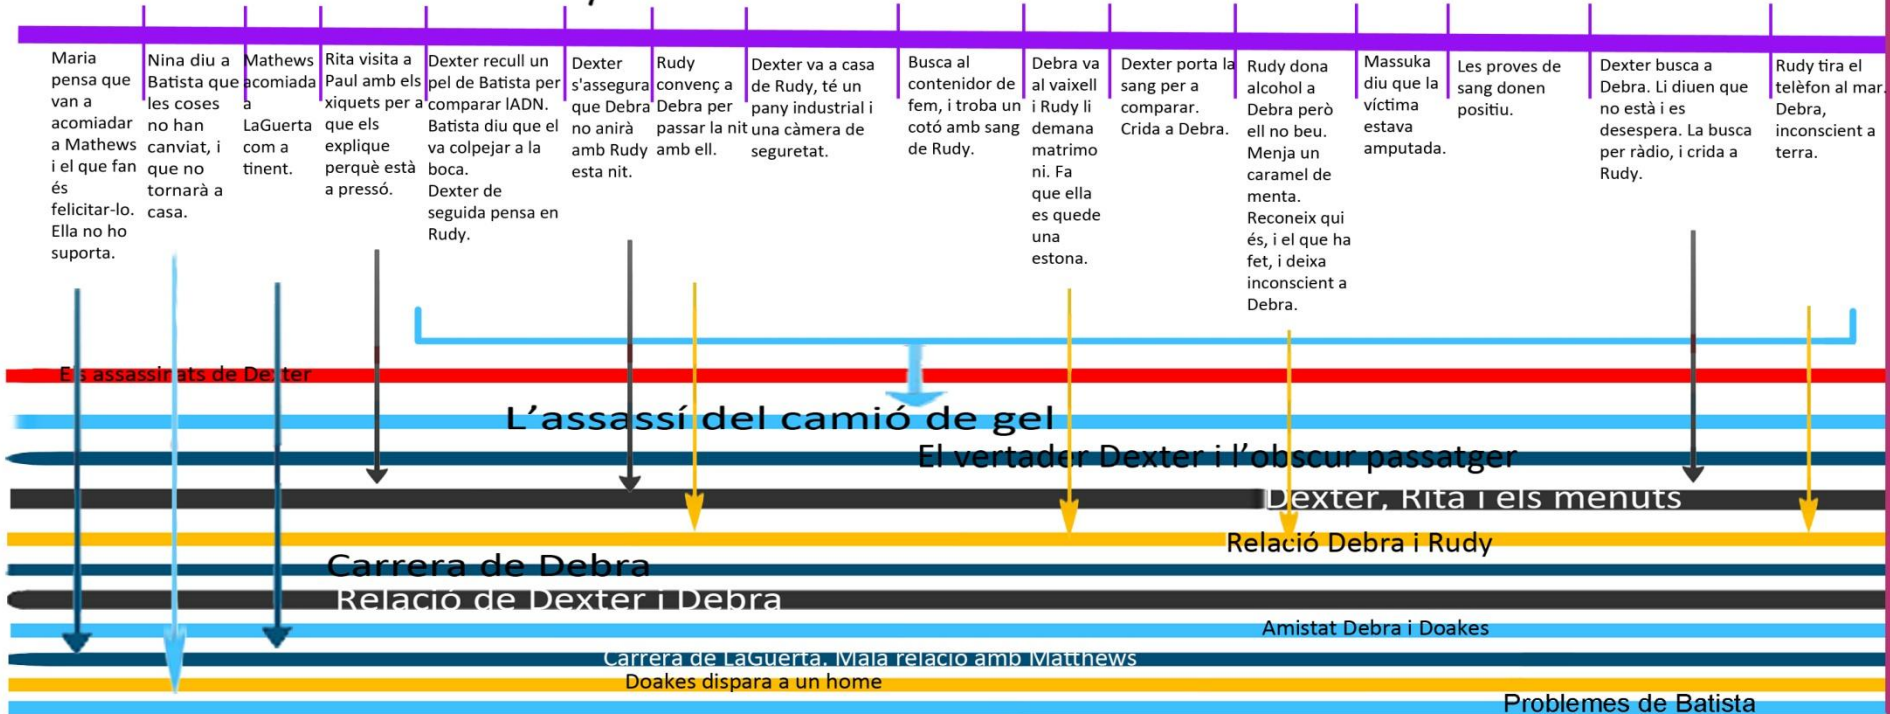 Maria
pensa que
van a
acomiadar
a Mathews
i el que fan
és
felicitar-lo.
Ella no ho
suporta.
Nina diu a
Batista que
les coses
no han
canviat, i
que no
tornarà a
casa.
Mathews
acomiada
a
LaGuerta
com a
tinent.
Rita visita a
Paul amb els
xiquets per a
que els
explique
perquè està
a pressó.
Dexter recull un
pel de Batista per
comparar lADN.
Batista diu que el
va colpejar a la
boca.
Dexter de
seguida pensa en
Rudy.
Dexter
s'assegura
que Debra
no anirà
amb Rudy
esta nit.
Rudy
convenç a
Debra per
passar la nit
amb ell.
Dexter va a casa
de Rudy, té un
pany industrial i
una càmera de
seguretat.
Busca al
contenidor de
fem, i troba un
cotó amb sang
de Rudy.
Debra va
al vaixell
i Rudy li
demana
matrimo
ni. Fa
que ella
es quede
una
estona.
Dexter porta la
sang per a
comparar.
Crida a Debra.
Rudy dona
alcohol a
Debra però
ell no beu.
Menja un
caramel de
menta.
Reconeix qui
és, i el que ha
fet, i deixa
inconscient a
Debra.
Massuka
diu que la
víctima
estava
amputada.
Les proves de
sang donen
positiu.
Dexter busca a
Debra. Li diuen que
no està i es
desespera. La busca
per ràdio, i crida a
Rudy.
Rudy tira el
telèfon al mar.
Debra,
inconscient a
terra.
Els assassinats de Dexter
L'assassí del camió de gel
El vertader Dexter i l'obscur passatger
Dexter, Rita i els menuts
Relació Debra i Rudy
Carrera de Debra
Relació de Dexter i Debra
Amistat Debra i Doakes
Carrera de LaGuerta. Mala relació amb Matthews
Doakes dispara a un home
Problemes de Batista